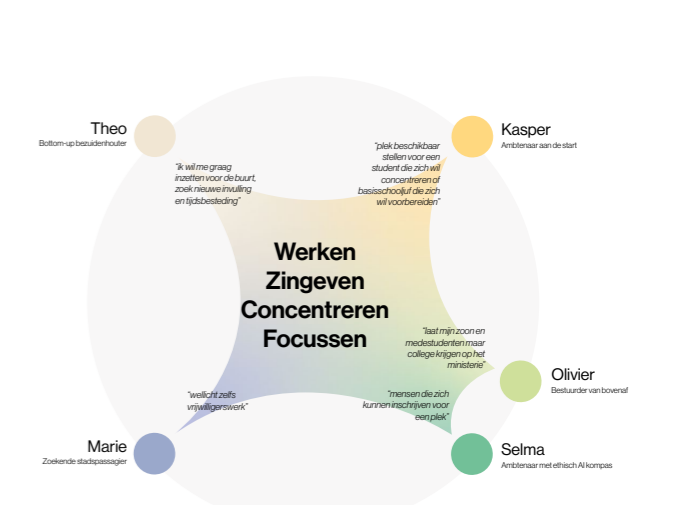 Theo
Bottom-up bezuidenhouter
Kasper
Ambtenaar aan de start
"ik wil me graag
inzetten voor de buurt,
zoek nieuwe invulling
en tijdsbesteding"
"plek beschikbaar
stellen voor een
student die zich wil
concentreren of
basisschooljuf die zich
wil voorbereiden"
Werken
Zingeven
Concentreren
Focussen
"laat mijn zoon en
medestudenten maar
college krijgen op het
ministerie"
Olivier
Bestuurder van bovenaf
"wellicht zelfs
vrijwilligerswerk"
"mensen die zich
kunnen inschrijven voor
een plek"
Marie
Zoekende stadspassagier
Selma
Ambtenaar met ethisch AI kompas